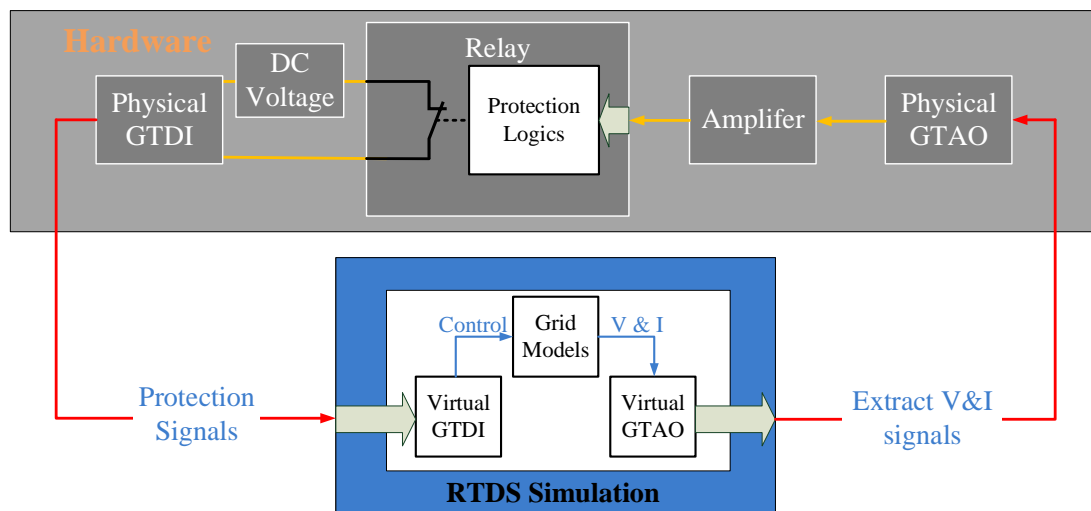 Hardware
Relay
DC
Voltage
Physical
GTDI
Protection
Logics
Amplifer
Physical
GTAO
Control
Grid
Models
V & I
Virtual
GTDI
Virtual
GTAO
Protection
Signals
Extract V&I
signals
RTDS Simulation